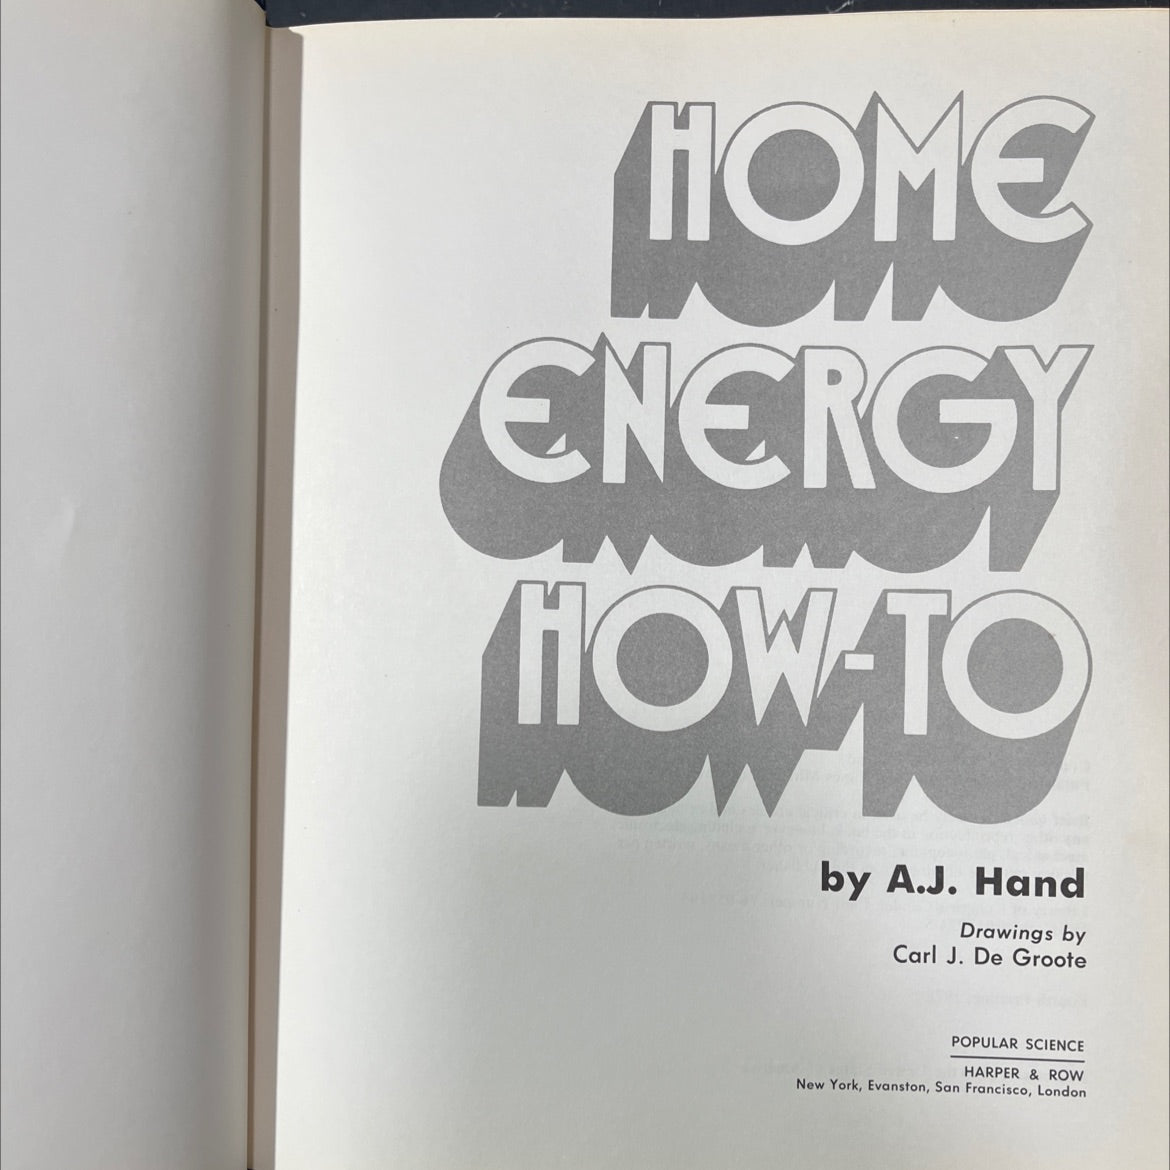 HOME
ENERGY
HOW-TO
by A.J. Hand
Drawings by
Carl J. De Groote
POPULAR SCIENCE
HARPER & ROW
New York, Evanston, San Francisco, London